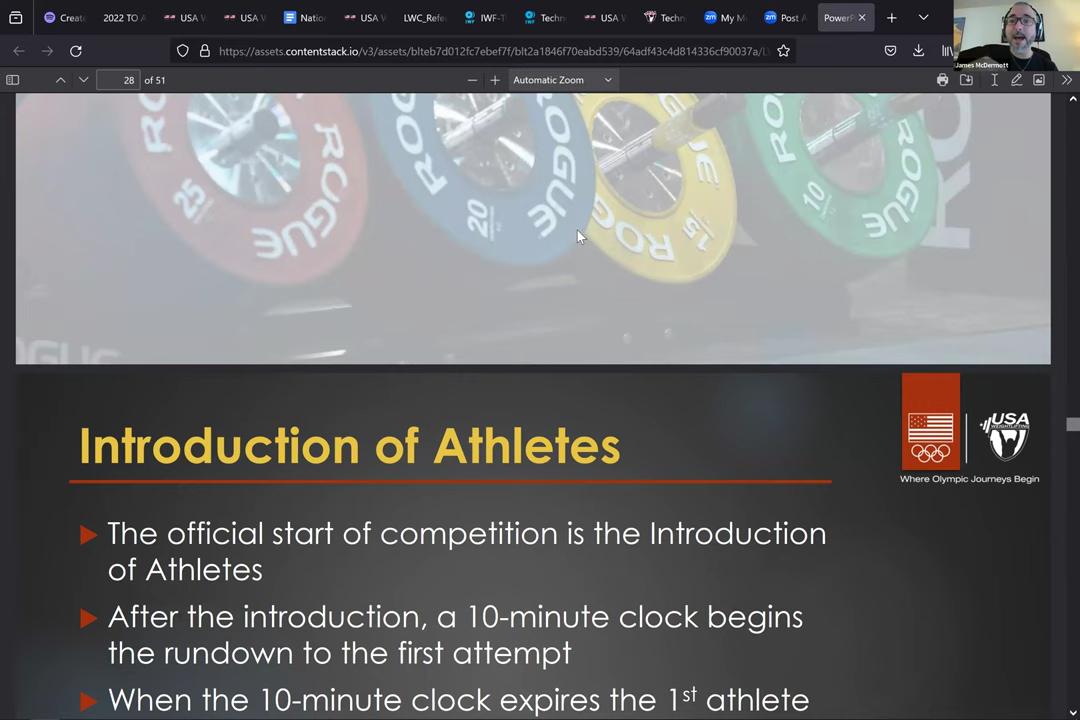 Create
2022 TO A
USA W
USA W
Natio
USA W
LWC_Refe
IWF-T
Techn
USA W
Techn
My M
Post A
PowerP
https://assets.contentstack.io/v3/assets/blteb7d012fc7ebef7f/blt2a1846f70eabd539/64adf43c4d814336cf90037a/L
James McDermott
28 of 51
Automatic Zoom
ROGUE
25
ROGUE
20
ROGUE
15
ROGUE
10
ROGUE
Introduction of Athletes
USA
WEIGHTLIFTING
Where Olympic Journeys Begin
The official start of competition is the Introduction
of Athletes
After the introduction, a 10-minute clock begins
the rundown to the first attempt
When the 10-minute clock expires the 1st athlete